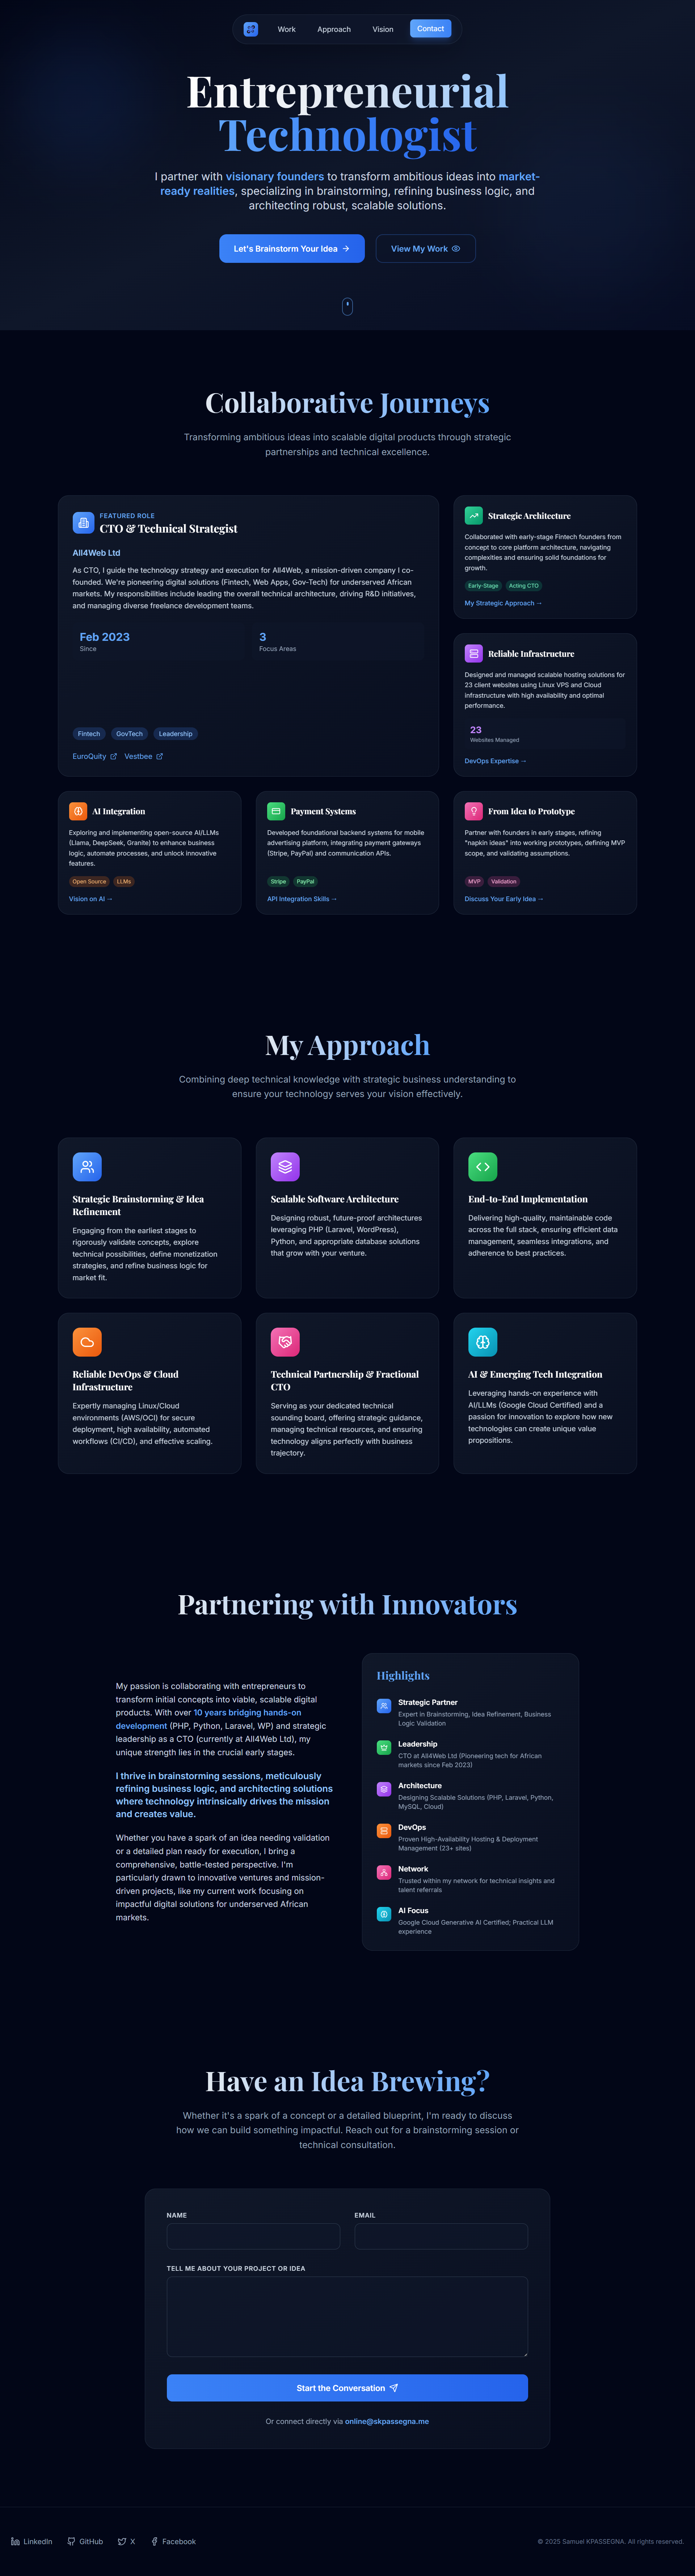 Work
Approach
Vision
Contact
Entrepreneurial
Technologist
I partner with visionary founders to transform ambitious ideas into market-
ready realities, specializing in brainstorming, refining business logic, and
architecting robust, scalable solutions.
Let's Brainstorm Your Idea →
View My Work
Collaborative Journeys
Transforming ambitious ideas into scalable digital products through strategic
partnerships and technical excellence.
FEATURED ROLE
CTO & Technical Strategist
All4Web Ltd
As CTO, I guide the technology strategy and execution for All4Web, a mission-driven company I co-
founded. We're pioneering digital solutions (Fintech, Web Apps, Gov-Tech) for underserved African
markets. My responsibilities include leading the overall technical architecture, driving R&D initiatives,
and managing diverse freelance development teams.
Feb 2023
Since
3
Focus Areas
Fintech
GovTech
Leadership
EuroQuity
Vestbee
Strategic Architecture
Collaborated with early-stage Fintech founders from
concept to core platform architecture, navigating
complexities and ensuring solid foundations for
growth.
Early-Stage
Acting CTO
My Strategic Approach →
Reliable Infrastructure
Designed and managed scalable hosting solutions for
23 client websites using Linux VPS and Cloud
infrastructure with high availability and optimal
performance.
23
Websites Managed
DevOps Expertise →
AI Integration
Exploring and implementing open-source AI/LLMs
(Llama, DeepSeek, Granite) to enhance business
logic, automate processes, and unlock innovative
features.
Open Source
LLMs
Vision on AI →
Payment Systems
Developed foundational backend systems for mobile
advertising platform, integrating payment gateways
(Stripe, PayPal) and communication APIs.
Stripe
PayPal
API Integration Skills →
From Idea to Prototype
Partner with founders in early stages, refining
"napkin ideas" into working prototypes, defining MVP
scope, and validating assumptions.
MVP
Validation
Discuss Your Early Idea →
My Approach
Combining deep technical knowledge with strategic business understanding to
ensure your technology serves your vision effectively.
Strategic Brainstorming & Idea
Refinement
Engaging from the earliest stages to
rigorously validate concepts, explore
technical possibilities, define monetization
strategies, and refine business logic for
market fit.
Scalable Software Architecture
Designing robust, future-proof architectures
leveraging PHP (Laravel, WordPress),
Python, and appropriate database solutions
that grow with your venture.
End-to-End Implementation
Delivering high-quality, maintainable code
across the full stack, ensuring efficient data
management, seamless integrations, and
adherence to best practices.
Reliable DevOps & Cloud
Infrastructure
Expertly managing Linux/Cloud
environments (AWS/OCI) for secure
deployment, high availability, automated
workflows (CI/CD), and effective scaling.
Technical Partnership & Fractional
CTO
Serving as your dedicated technical
sounding board, offering strategic guidance,
managing technical resources, and ensuring
technology aligns perfectly with business
trajectory.
AI & Emerging Tech Integration
Leveraging hands-on experience with
AI/LLMs (Google Cloud Certified) and a
passion for innovation to explore how new
technologies can create unique value
propositions.
Partnering with Innovators
My passion is collaborating with entrepreneurs to
transform initial concepts into viable, scalable digital
products. With over 10 years bridging hands-on
development (PHP, Python, Laravel, WP) and strategic
leadership as a CTO (currently at All4Web Ltd), my
unique strength lies in the crucial early stages.
I thrive in brainstorming sessions, meticulously
refining business logic, and architecting solutions
where technology intrinsically drives the mission
and creates value.
Whether you have a spark of an idea needing validation
or a detailed plan ready for execution, I bring a
comprehensive, battle-tested perspective. I'm
particularly drawn to innovative ventures and mission-
driven projects, like my current work focusing on
impactful digital solutions for underserved African
markets.
Highlights
Strategic Partner
Expert in Brainstorming, Idea Refinement, Business
Logic Validation
Leadership
CTO at All4Web Ltd (Pioneering tech for African
markets since Feb 2023)
Architecture
Designing Scalable Solutions (PHP, Laravel, Python,
MySQL, Cloud)
DevOps
Proven High-Availability Hosting & Deployment
Management (23+ sites)
Network
Trusted within my network for technical insights and
talent referrals
AI Focus
Google Cloud Generative AI Certified; Practical LLM
experience
Have an Idea Brewing?
Whether it's a spark of a concept or a detailed blueprint, I'm ready to discuss
how we can build something impactful. Reach out for a brainstorming session or
technical consultation.
NAME
EMAIL
TELL ME ABOUT YOUR PROJECT OR IDEA
Start the Conversation
Or connect directly via online@skpassegna.me
LinkedIn
GitHub
X
Facebook
© 2025 Samuel KPASSEGNA. All rights reserved.